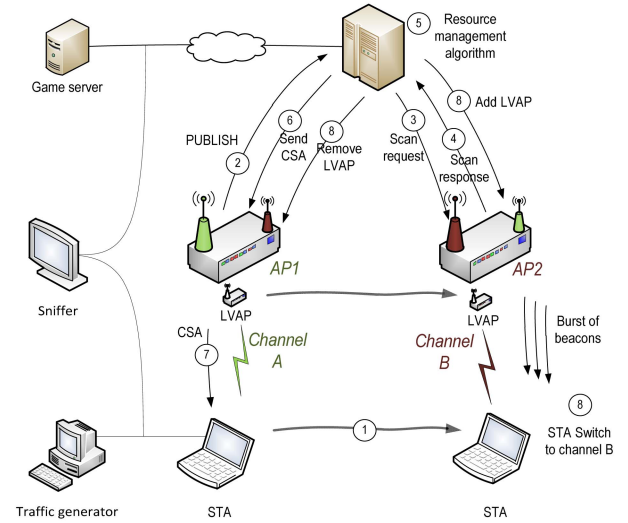 5
Resource
management
algorithm
Game server
PUBLISH
2
6
Send
CSA
8
Remove
LVAP
3
Scan
request
4
Scan
response
8
Add LVAP
AP1
AP2
Sniffer
LVAP
LVAP
CSA
7
Channel
A
Channel
B
Burst of
beacons
1
8
STA Switch
to channel B
Traffic generator
STA
STA